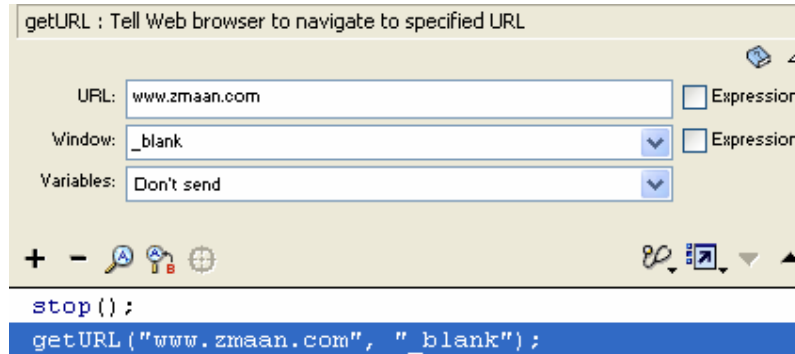 getURL : Tell Web browser to navigate to specified URL
URL: www.zmaan.com Expression
Window: _blank Expression
Variables: Don't send
stop();
getURL("www.zmaan.com", "_blank");